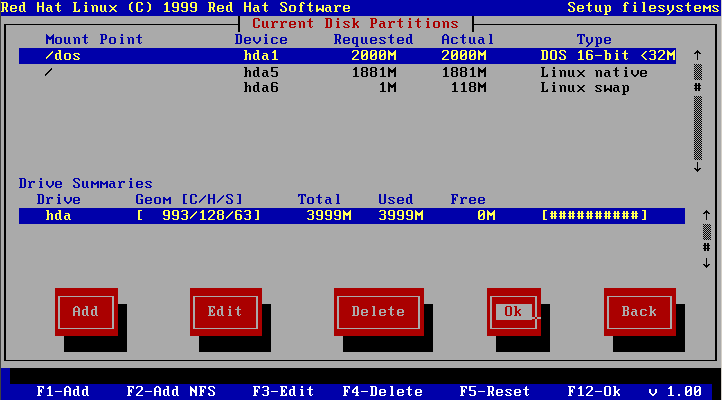 Red Hat Linux (C) 1999 Red Hat Software Setup filesystems
Current Disk Partitions
Mount Point Device Requested Actual Type
/dos hda1 2000M 2000M DOS 16-bit <32M
/ hda5 1881M 1881M Linux native
hda6 1M 118M Linux swap
#
Drive Summaries
Drive Geom [C/H/S] Total Used Free
hda [ 993/128/63] 3999M 3999M 0M [##########]
#
Add Edit Delete Ok Back
F1-Add F2-Add NFS F3-Edit F4-Delete F5-Reset F12-Ok v 1.00